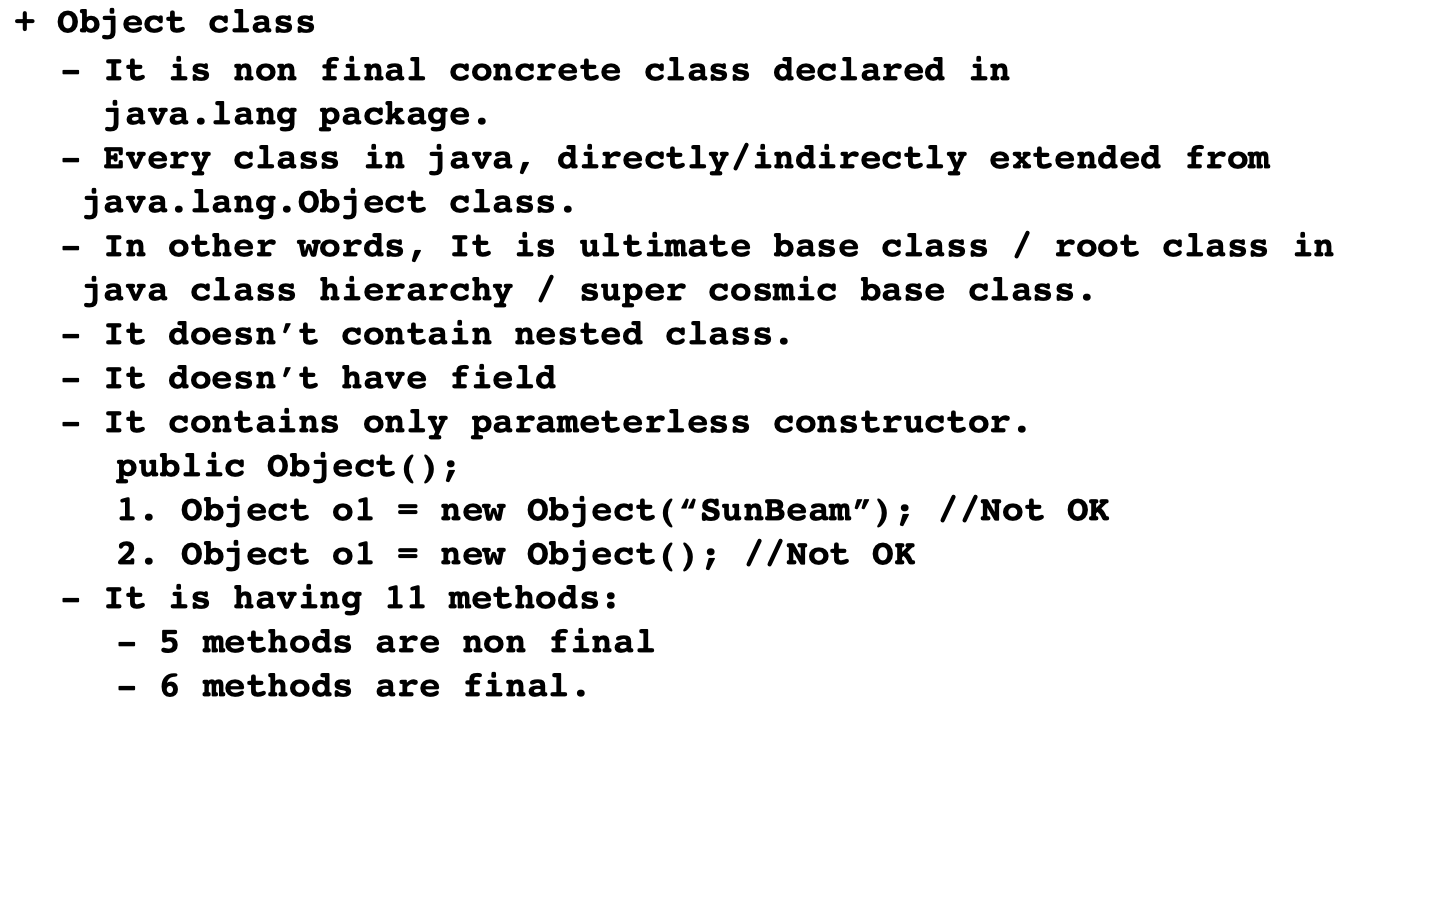 + Object class
– It is non final concrete class declared in
java.lang package.
– Every class in java, directly/indirectly extended from
java.lang.Object class.
– In other words, It is ultimate base class / root class in
java class hierarchy / super cosmic base class.
– It doesn’t contain nested class.
– It doesn’t have field
– It contains only parameterless constructor.
public Object();
1. Object o1 = new Object(“SunBeam”); //Not OK
2. Object o1 = new Object(); //Not OK
– It is having 11 methods:
– 5 methods are non final
– 6 methods are final.